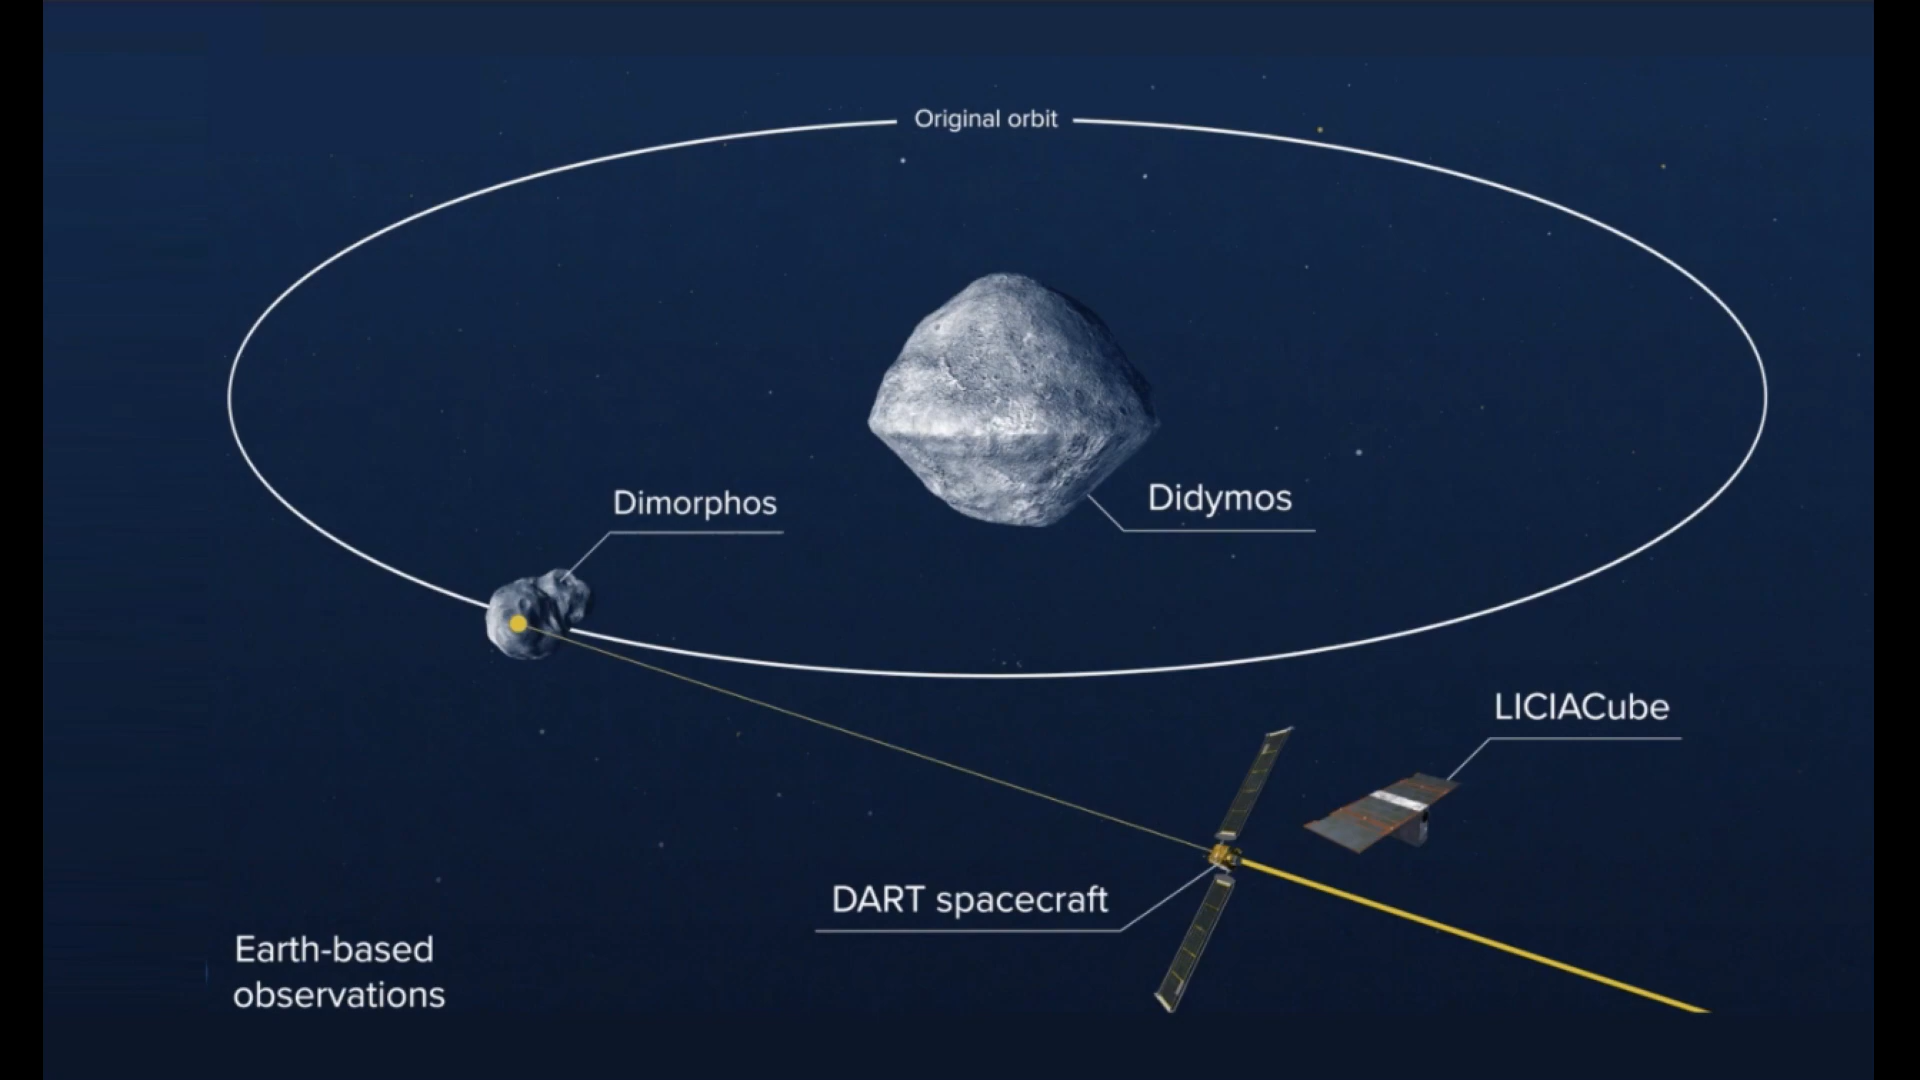 Original orbit
Dimorphos
Didymos
LICIACube
DART spacecraft
Earth-based
observations